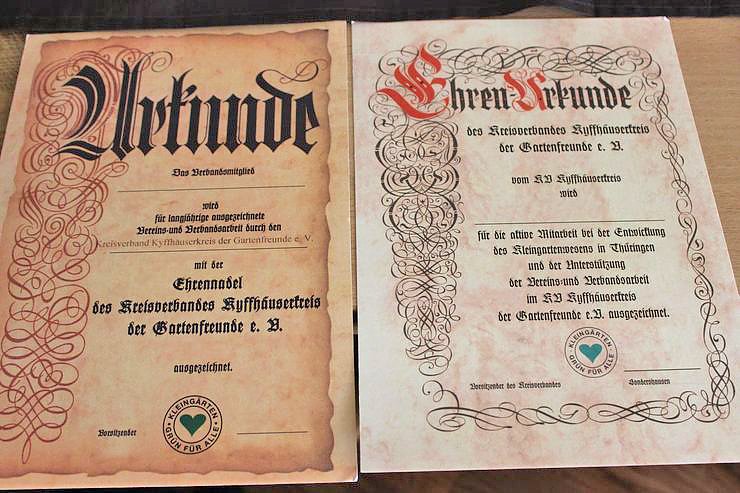 Urkunde
Das Verbandsmitglied
wird
für langjährige ausgezeichnete
Vereins-und Verbandsarbeit durch den
Kreisverband Kyffhäuserkreis der Gartenfreunde e. V.
mit der
Ehrennadel
des Kreisverbandes Kyffhäuserkreis
der Gartenfreunde e. V.
ausgezeichnet.
Vorsitzender
KLEINGÄRTEN
GRÜN FÜR ALLE
Ehren-Urkunde
des Kreisverbandes Kyffhäuserkreis
der Gartenfreunde e. V.
vom KV Kyffhäuserkreis
wird
für die aktive Mitarbeit bei der Entwicklung
des Kleingartenwesens in Thüringen
und der Unterstützung
der Vereins-und Verbandsarbeit
im KV Kyffhäuserkreis
der Gartenfreunde e.V. ausgezeichnet.
KLEINGÄRTEN
GRÜN FÜR ALLE
Vorsitzender des Kreisverbandes
Sondershausen